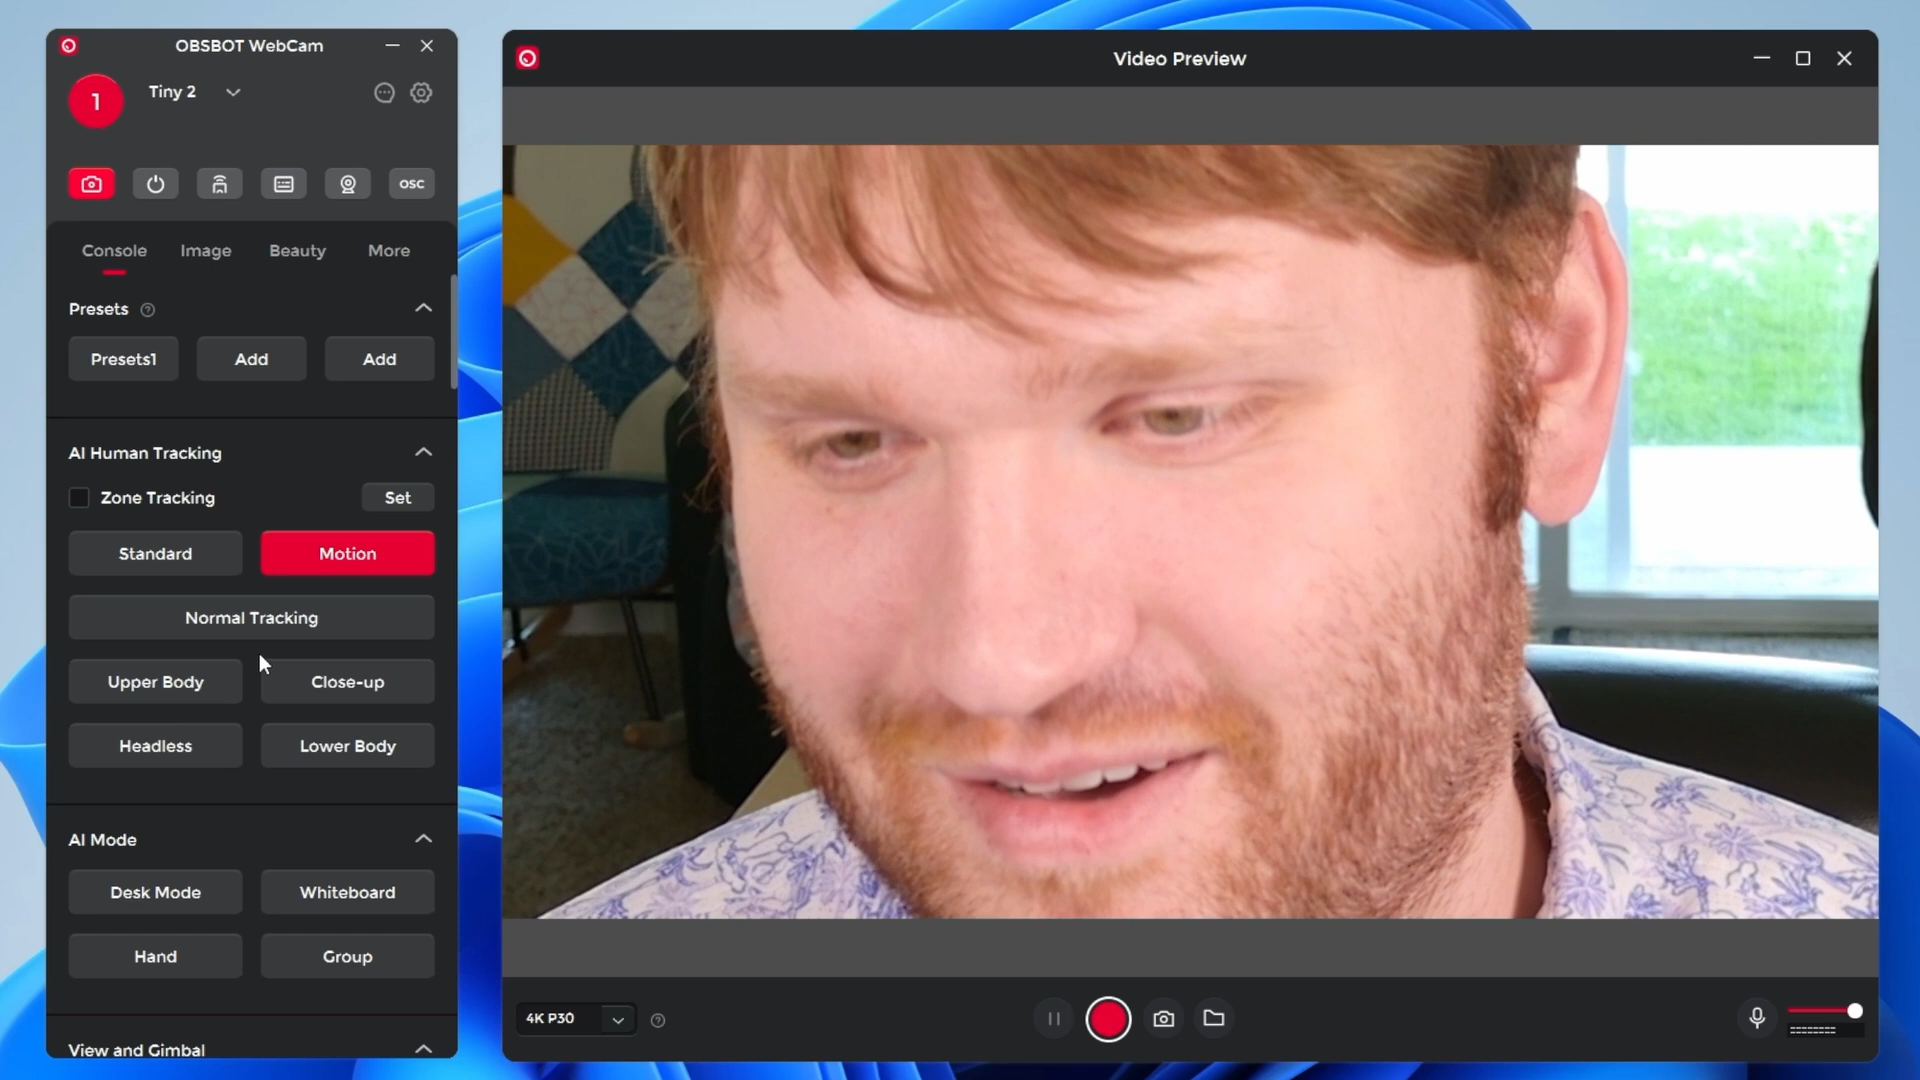 OBSBOT WebCam
1
Tiny 2
OSC
Console Image Beauty More
Presets
Presets1 Add Add
AI Human Tracking
Zone Tracking Set
Standard Motion
Normal Tracking
Upper Body Close-up
Headless Lower Body
AI Mode
Desk Mode Whiteboard
Hand Group
View and Gimbal
Video Preview
4K P30